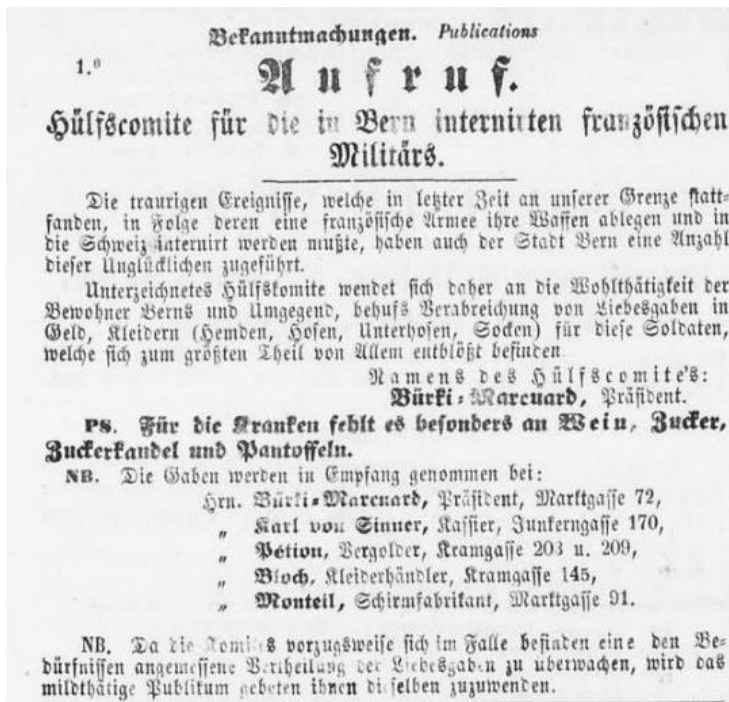 Bekanntmachungen. Publications
1.º
Aufruf.
Hülfscomite für die in Bern internirten französischen
Militärs.
Die traurigen Ereignisse, welche in letzter Zeit an unserer Grenze statt-
fanden, in Folge deren eine französische Armee ihre Waffen ablegen und in
die Schweiz internirt werden mußte, haben auch der Stadt Bern eine Anzahl
dieser Unglücklichen zugeführt.
Unterzeichnetes Hülfskomite wendet sich daher an die Wohlthätigkeit der
Bewohner Berns und Umgegend, behufs Verabreichung von Liebesgaben in
Geld, Kleidern (Hemden, Hosen, Unterhosen, Socken) für diese Soldaten,
welche sich zum größten Theil von Allem entblößt befinden
Namens des Hülfscomite's:
Bürki-Marcuard, Präsident.
PS. Für die Kranken fehlt es besonders an Wein, Zucker,
Zuckerkandel und Pantoffeln.
NB. Die Gaben werden in Empfang genommen bei:
Hrn. Bürki-Marcuard, Präsident, Marktgasse 72,
„ Karl von Sinner, Kassier, Junkerngasse 170,
„ Pétion, Vergolder, Kramgasse 203 u. 209,
„ Bloch, Kleiderhändler, Kramgasse 145,
„ Monteil, Schirmfabrikant, Marktgasse 91.
NB. Da die Komites vorzugsweise sich im Falle befinden eine den Be-
dürfnissen angemessene Vertheilung der Liebesgaben zu überwachen, wird das
mildthätige Publikum gebeten ihnen dieselben zuzuwenden.